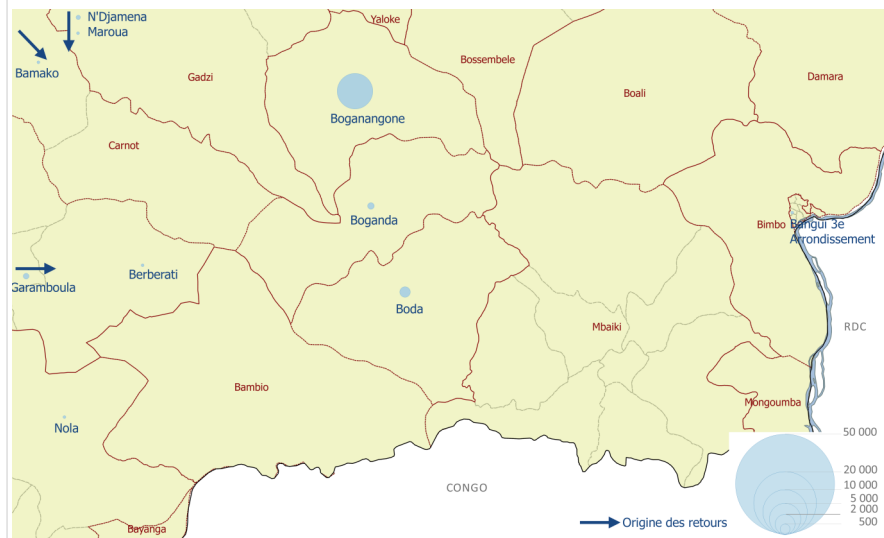 N'Djamena
Yaloke
Maroua
Bossembele
Bamako
Gadzi
Damara
Boali
Boganangone
Carnot
Boganda
Bimbo
Bangui 3e
Arrondissement
Berberati
Garamboula
Boda
Mbaiki
RDC
Bambio
Mongoumba
Nola
50 000
20 000
10 000
5 000
2 000
500
CONGO
Origine des retours
Bayanga